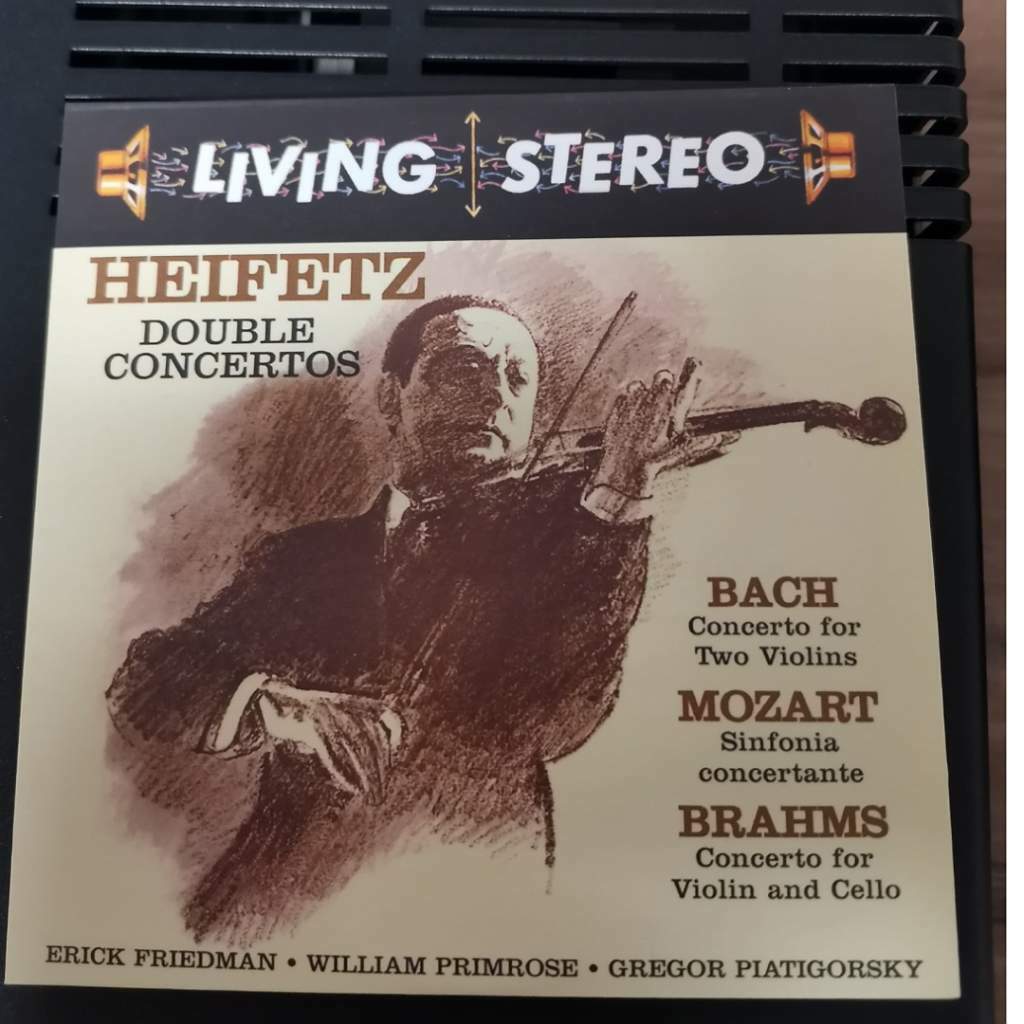 LIVING STEREO
HEIFETZ
DOUBLE
CONCERTOS
BACH
Concerto for
Two Violins
MOZART
Sinfonia
concertante
BRAHMS
Concerto for
Violin and Cello
ERICK FRIEDMAN • WILLIAM PRIMROSE • GREGOR PIATIGORSKY